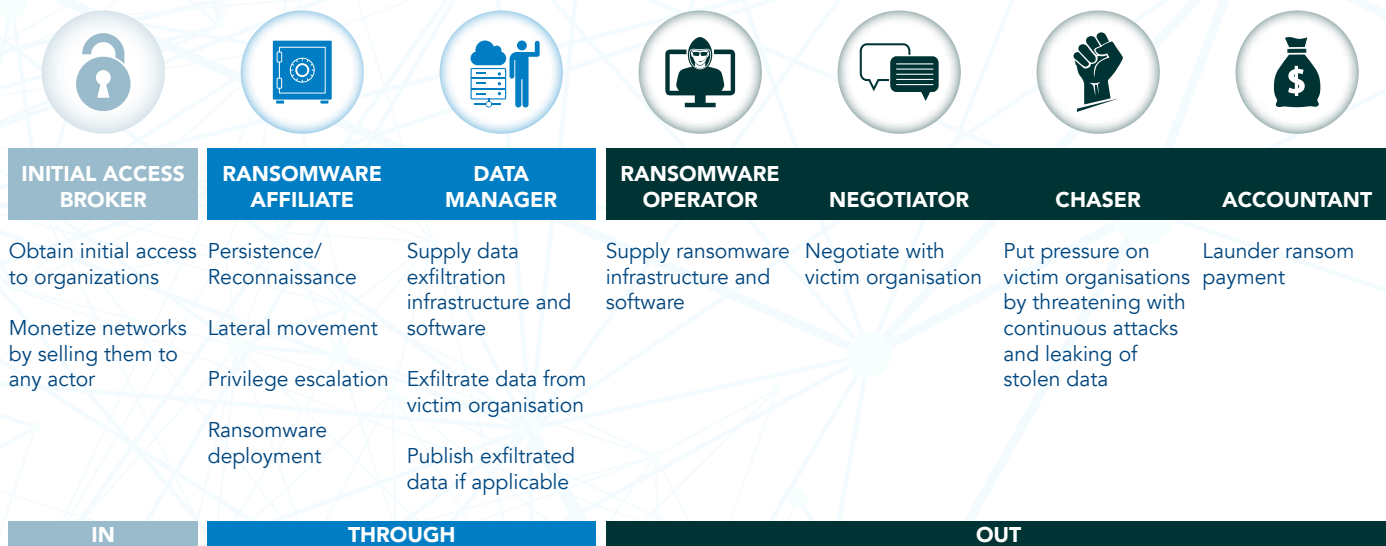 $
INITIAL ACCESS
BROKER
RANSOMWARE
AFFILIATE
DATA
MANAGER
RANSOMWARE
OPERATOR
NEGOTIATOR
CHASER
ACCOUNTANT
Obtain initial access
to organizations
Monetize networks
by selling them to
any actor
Persistence/
Reconnaissance
Lateral movement
Privilege escalation
Ransomware
deployment
Supply data
exfiltration
infrastructure and
software
Exfiltrate data from
victim organisation
Publish exfiltrated
data if applicable
Supply ransomware
infrastructure and
software
Negotiate with
victim organisation
Put pressure on
victim organisations
by threatening with
continuous attacks
and leaking of
stolen data
Launder ransom
payment
IN
THROUGH
OUT